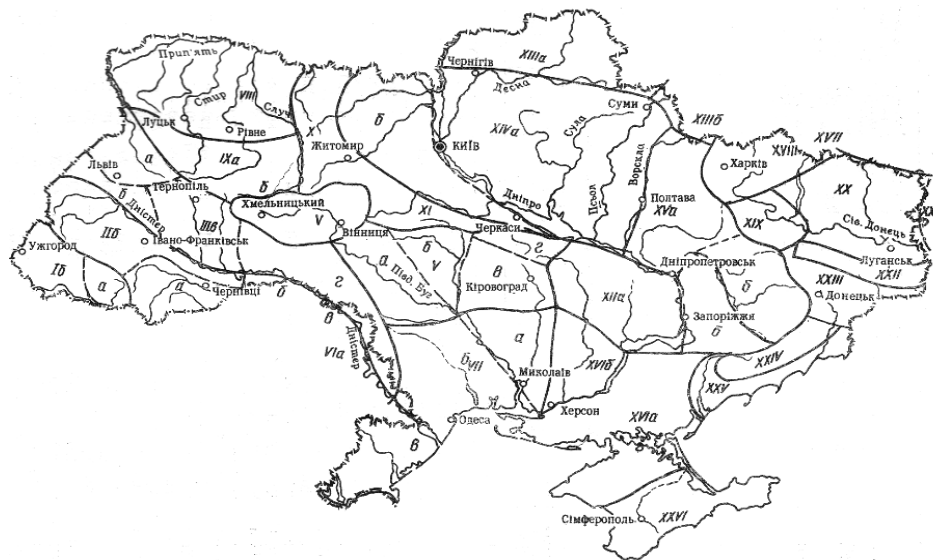 Прип'ять
Стир
VIII
Случ
Луцьк
Рівне
X
б
Чернігів
Десна
XIIIа
Суми
XIIIб
XIVа
Сула
Псьол
Ворскла
КИЇВ
Житомир
Львів
а
IXа
б
Тернопіль
Хмельницький
V
Вінниця
XI
Дніпро
Черкаси
г
Полтава
XVа
Харків
XVIII
XVII
XX
XIX
Сів. Донець
Луганськ
XXII
XXIII
Донецьк
Ужгород
Iб
а
IIб
б
Дністер
Івано-Франківськ
IIIв
а
Чернівці
б
г
в
Дністер
VIа
а
б
V
Півд. Буг
в
Кіровоград
XIIа
Дніпропетровськ
б
Запоріжжя
б
XXIV
XXV
бVII
а
Миколаїв
XVIб
Херсон
XVIа
Одеса
в
Сімферополь
XXVI